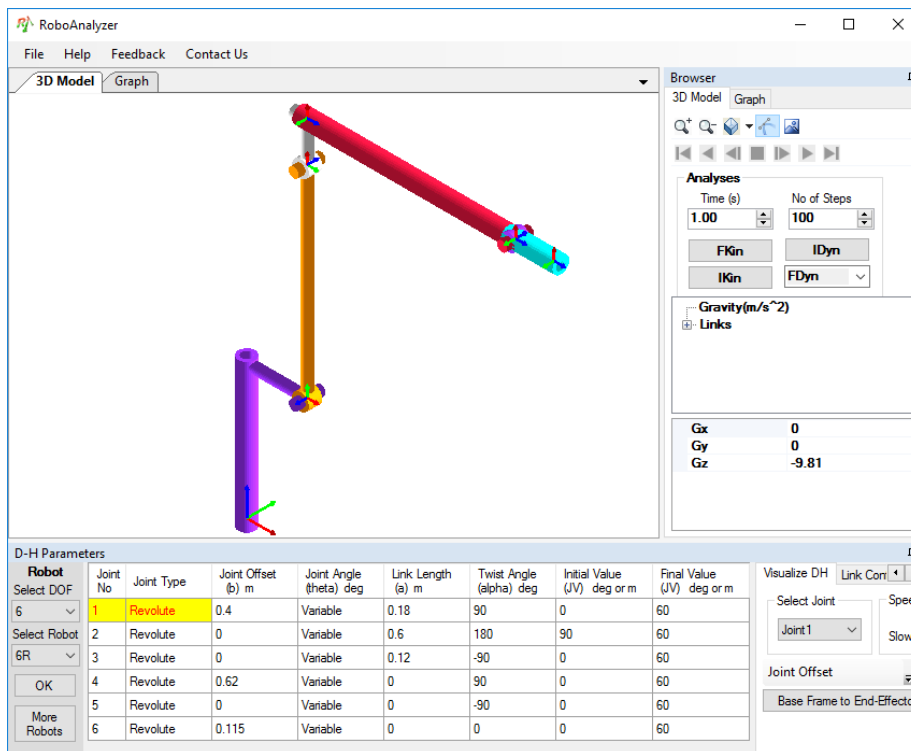 RoboAnalyzer
File Help Feedback Contact Us
3D Model Graph
Browser
3D Model Graph
Analyses
Time (s) No of Steps
1.00 100
FKin IDyn
IKin FDyn
Gravity(m/s^2)
Links
Gx 0
Gy 0
Gz -9.81
D-H Parameters
Robot
Select DOF
6
Select Robot
6R
OK
More Robots
Joint No Joint Type Joint Offset (b) m Joint Angle (theta) deg Link Length (a) m Twist Angle (alpha) deg Initial Value (JV) deg or m Final Value (JV) deg or m
1 Revolute 0.4 Variable 0.18 90 0 60
2 Revolute 0 Variable 0.6 180 90 60
3 Revolute 0 Variable 0.12 -90 0 60
4 Revolute 0.62 Variable 0 90 0 60
5 Revolute 0 Variable 0 -90 0 60
6 Revolute 0.115 Variable 0 0 0 60
Visualize DH Link
Select Joint
Joint1
Slow
Joint Offset
Base Frame to